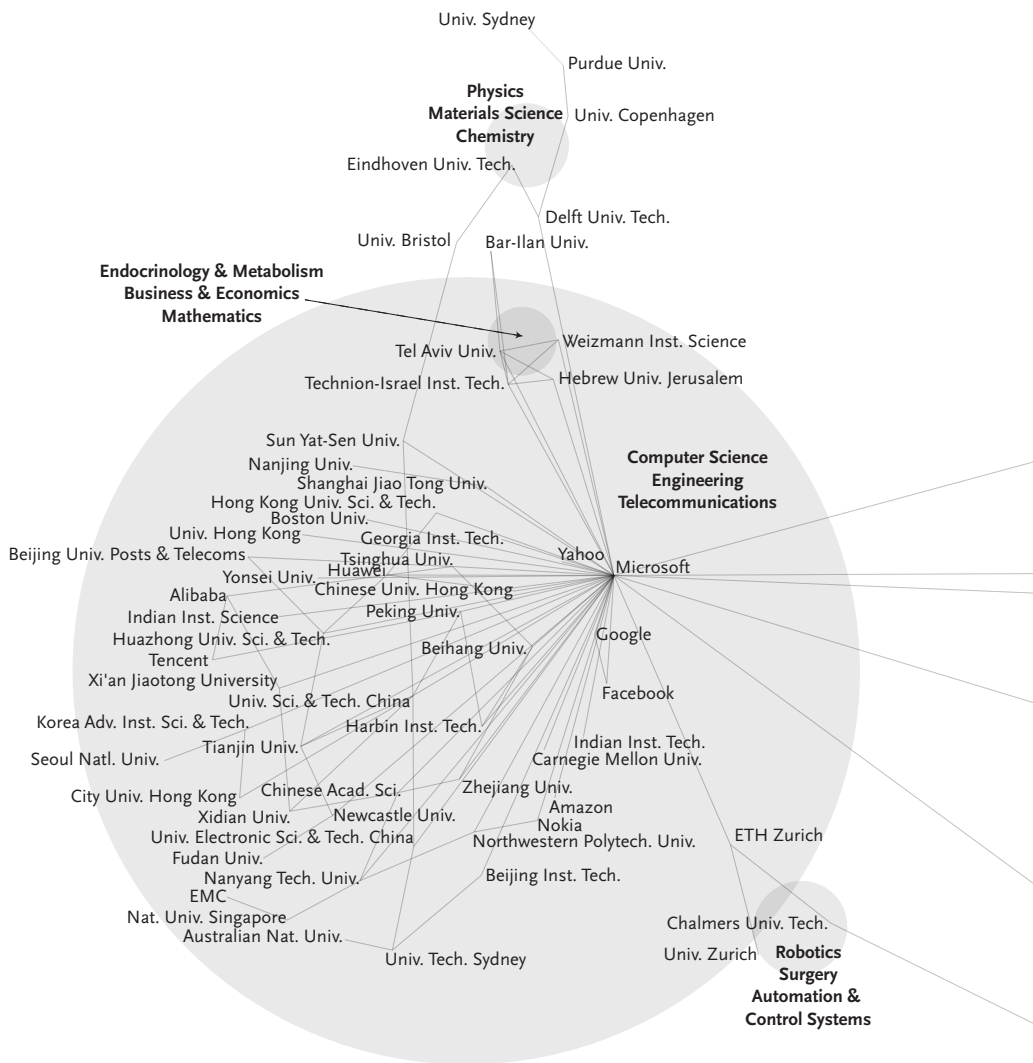 Univ. Sydney
Purdue Univ.
Physics
Materials Science
Chemistry
Univ. Copenhagen
Eindhoven Univ. Tech.
Delft Univ. Tech.
Univ. Bristol
Bar-Ilan Univ.
Endocrinology & Metabolism
Business & Economics
Mathematics
Weizmann Inst. Science
Tel Aviv Univ.
Technion-Israel Inst. Tech.
Hebrew Univ. Jerusalem
Sun Yat-Sen Univ.
Nanjing Univ.
Shanghai Jiao Tong Univ.
Computer Science
Engineering
Telecommunications
Hong Kong Univ. Sci. & Tech.
Boston Univ.
Univ. Hong Kong
Georgia Inst. Tech.
Beijing Univ. Posts & Telecoms
Tsinghua Univ.
Yahoo
Microsoft
Huawei
Yonsei Univ.
Chinese Univ. Hong Kong
Alibaba
Peking Univ.
Indian Inst. Science
Google
Huazhong Univ. Sci. & Tech.
Beihang Univ.
Tencent
Xi'an Jiaotong University
Facebook
Univ. Sci. & Tech. China
Korea Adv. Inst. Sci. & Tech.
Harbin Inst. Tech.
Tianjin Univ.
Indian Inst. Tech.
Seoul Natl. Univ.
Carnegie Mellon Univ.
Chinese Acad. Sci.
Zhejiang Univ.
City Univ. Hong Kong
Amazon
Xidian Univ.
Newcastle Univ.
Nokia
Univ. Electronic Sci. & Tech. China
Northwestern Polytech. Univ.
ETH Zurich
Fudan Univ.
Nanyang Tech. Univ.
Beijing Inst. Tech.
EMC
Nat. Univ. Singapore
Chalmers Univ. Tech.
Australian Nat. Univ.
Univ. Tech. Sydney
Univ. Zurich
Robotics
Surgery
Automation &
Control Systems